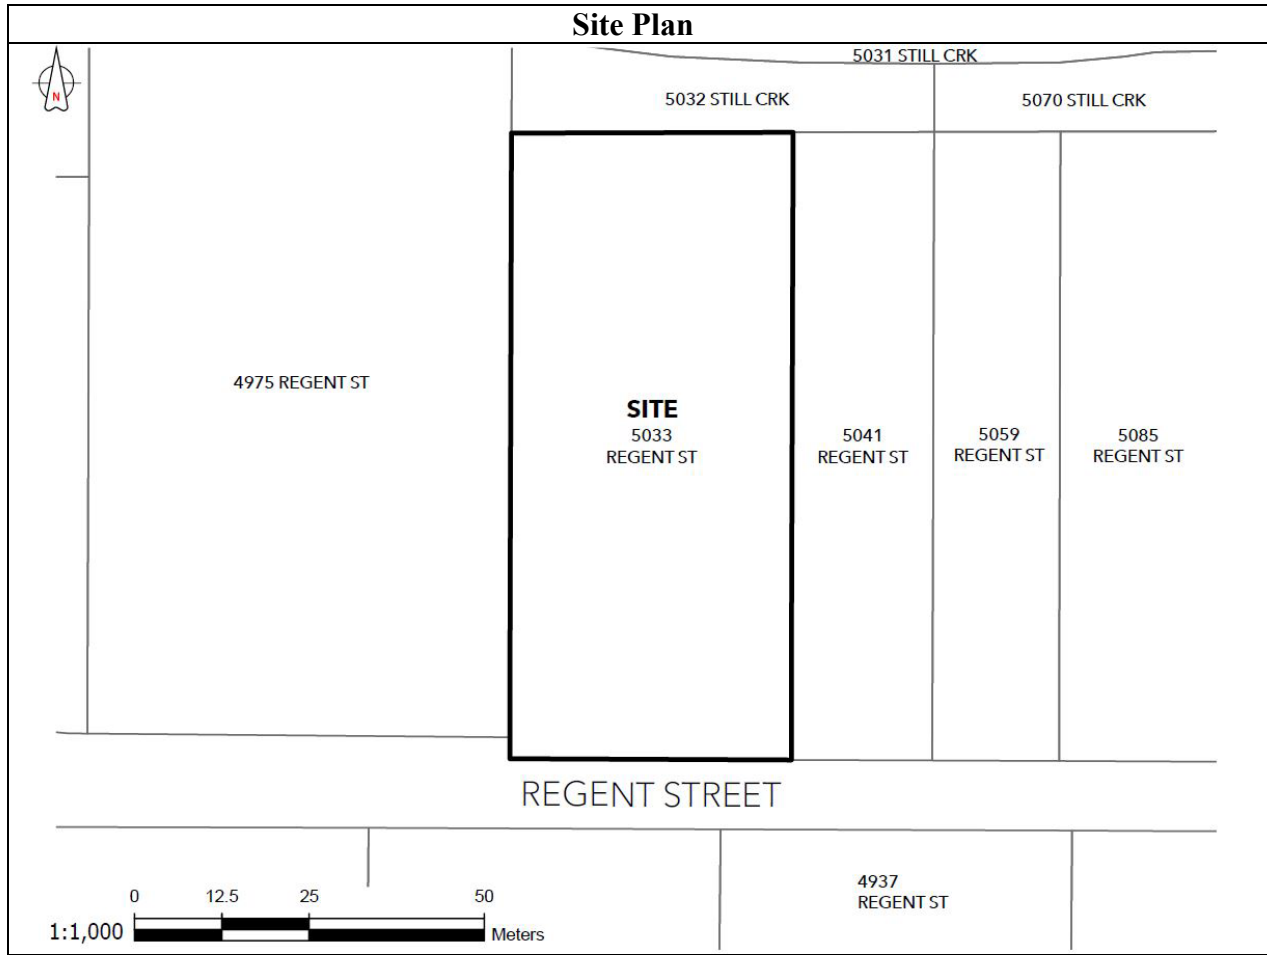 Site Plan
5031 STILL CRK
N
5032 STILL CRK
5070 STILL CRK
4975 REGENT ST
SITE
5033
REGENT ST
5041
REGENT ST
5059
REGENT ST
5085
REGENT ST
REGENT STREET
4937
REGENT ST
0 12.5 25 50
1:1,000
Meters